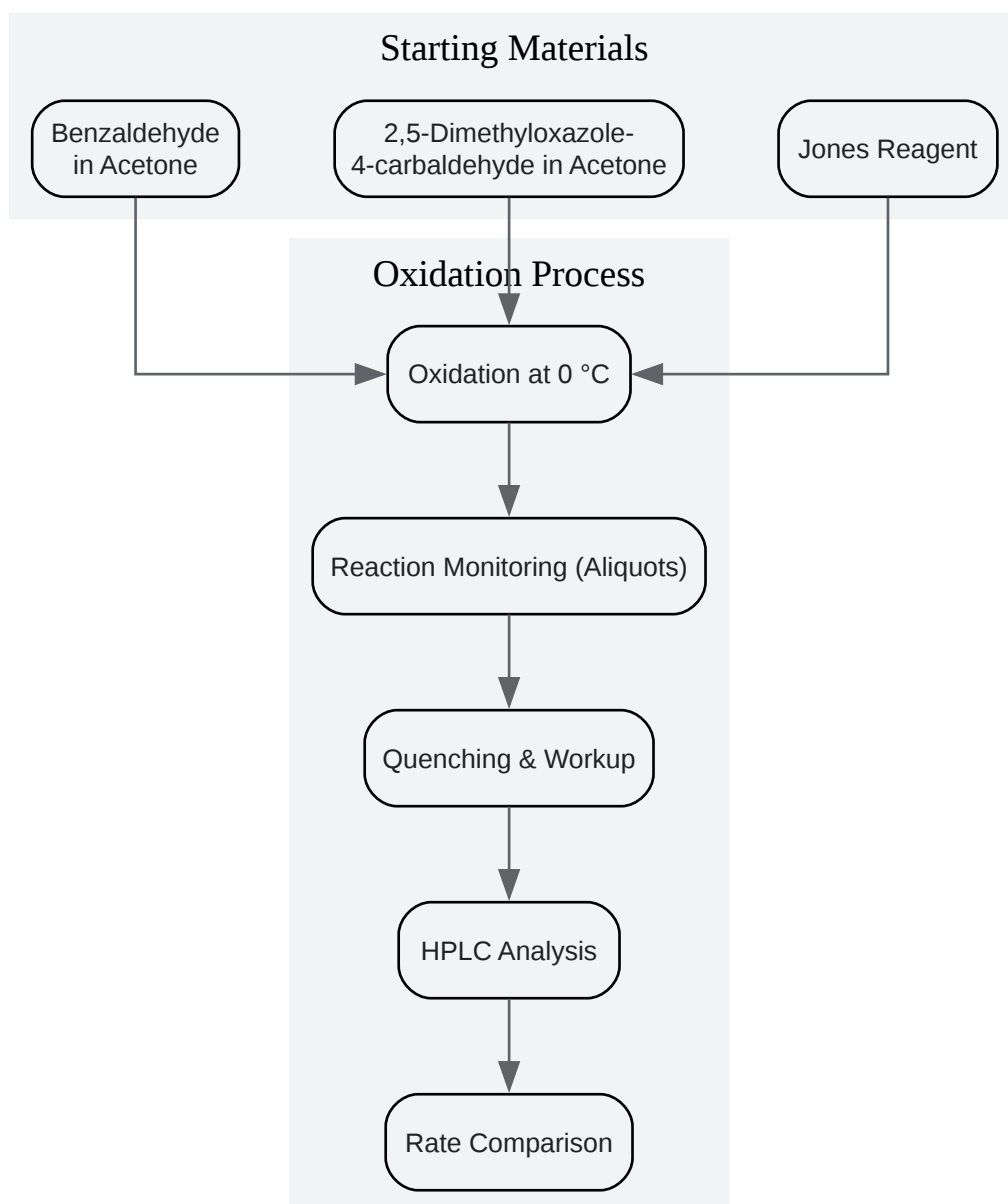 Starting Materials
Benzaldehyde
in Acetone
2,5-Dimethyloxazole-
4-carbaldehyde in Acetone
Jones Reagent
Oxidation Process
Oxidation at 0 °C
Reaction Monitoring (Aliquots)
Quenching & Workup
HPLC Analysis
Rate Comparison